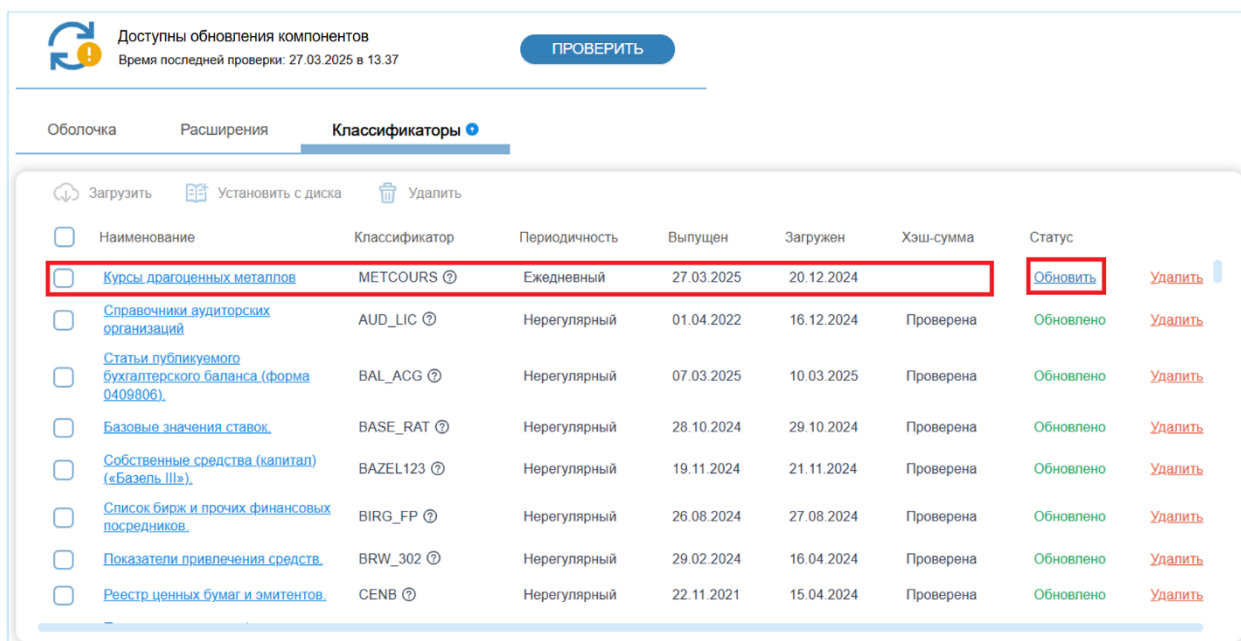 Доступны обновления компонентов
Время последней проверки: 27.03.2025 в 13.37
ПРОВЕРИТЬ
Оболочка Расширения Классификаторы
Загрузить Установить с диска Удалить
Наименование Классификатор Периодичность Выпущен Загружен Хэш-сумма Статус
Курсы драгоценных металлов METCOURS Ежедневный 27.03.2025 20.12.2024 Обновить Удалить
Справочники аудиторских
организаций AUD_LIC Нерегулярный 01.04.2022 16.12.2024 Проверена Обновлено Удалить
Статьи публикуемого
бухгалтерского баланса (форма BAL_ACG Нерегулярный 07.03.2025 10.03.2025 Проверена Обновлено Удалить
0409806).
Базовые значения ставок. BASE_RAT Нерегулярный 28.10.2024 29.10.2024 Проверена Обновлено Удалить
Собственные средства (капитал)
(«Базель III»). BAZEL123 Нерегулярный 19.11.2024 21.11.2024 Проверена Обновлено Удалить
Список бирж и прочих финансовых
посредников. BIRG_FP Нерегулярный 26.08.2024 27.08.2024 Проверена Обновлено Удалить
Показатели привлечения средств. BRW_302 Нерегулярный 29.02.2024 16.04.2024 Проверена Обновлено Удалить
Реестр ценных бумаг и эмитентов. CENB Нерегулярный 22.11.2021 15.04.2024 Проверена Обновлено Удалить